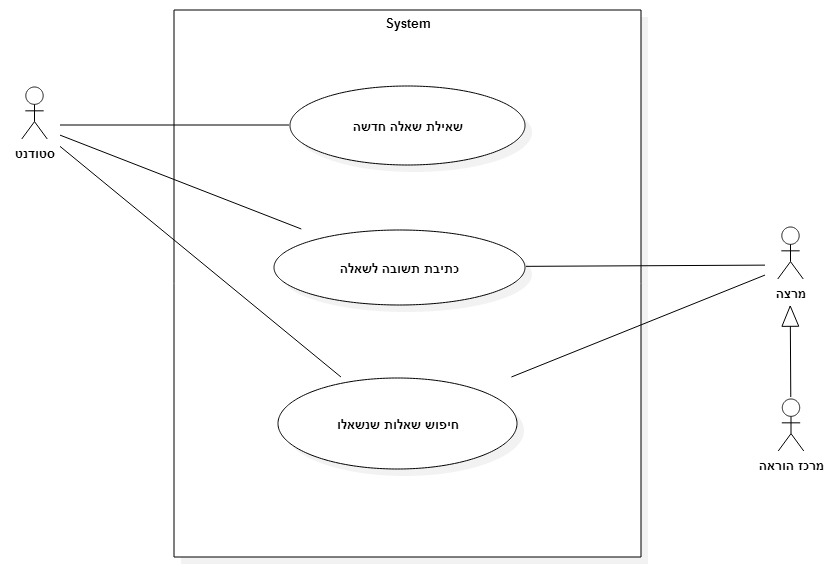 System
שאילת שאלה חדשה
סטודנט
כתיבת תשובה לשאלה
מרצה
חיפוש שאלות שנשאלו
מרכז הוראה